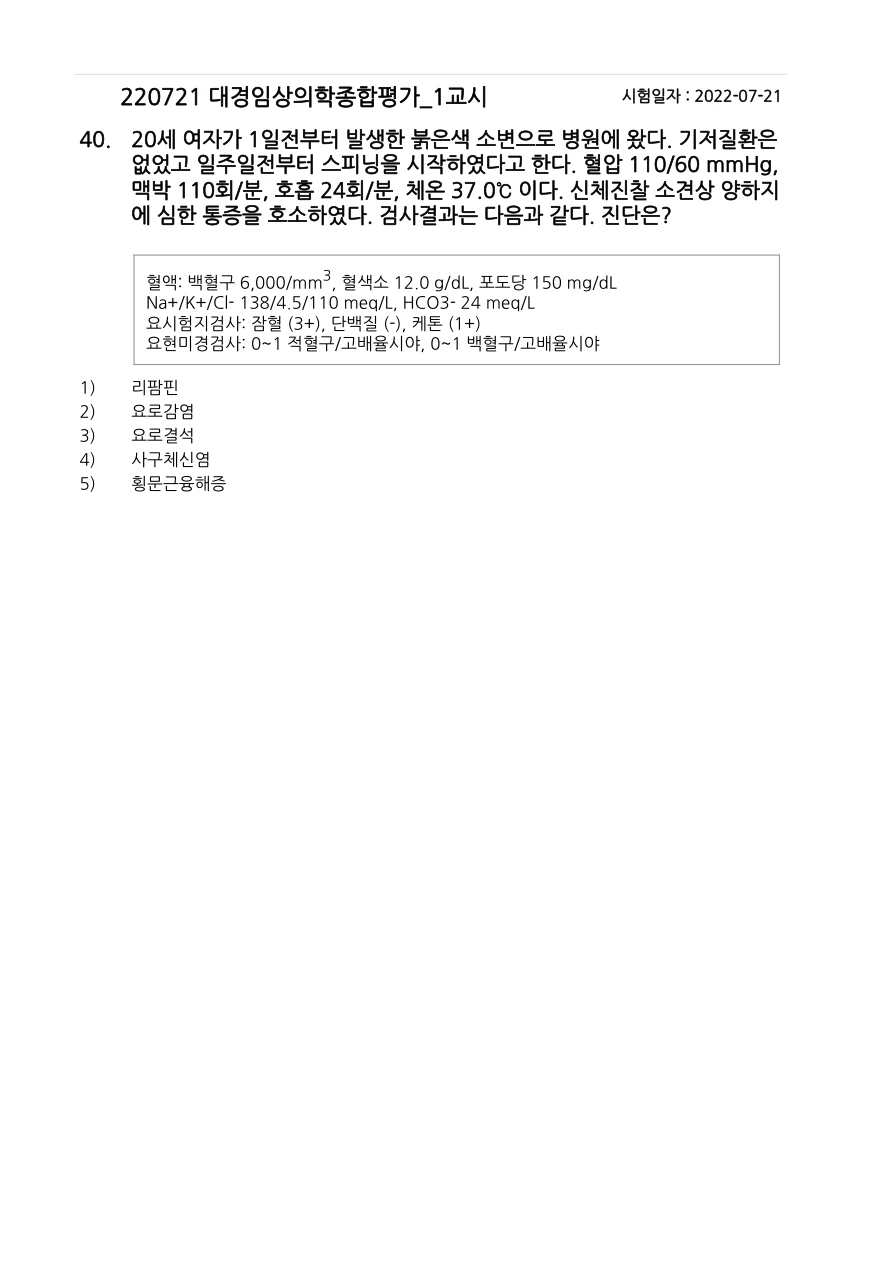 220721 대경임상의학종합평가_1교시 시험일자 : 2022-07-21
40. 20세 여자가 1일전부터 발생한 붉은색 소변으로 병원에 왔다. 기저질환은
없었고 일주일전부터 스피닝을 시작하였다고 한다. 혈압 110/60 mmHg,
맥박 110회/분, 호흡 24회/분, 체온 37.0℃ 이다. 신체진찰 소견상 양하지
에 심한 통증을 호소하였다. 검사결과는 다음과 같다. 진단은?
혈액: 백혈구 6,000/mm³, 혈색소 12.0 g/dL, 포도당 150 mg/dL
Na+/K+/Cl- 138/4.5/110 meq/L, HCO3- 24 meq/L
요시험지검사: 잠혈 (3+), 단백질 (-), 케톤 (1+)
요현미경검사: 0~1 적혈구/고배율시야, 0~1 백혈구/고배율시야
1) 리팜핀
2) 요로감염
3) 요로결석
4) 사구체신염
5) 횡문근융해증